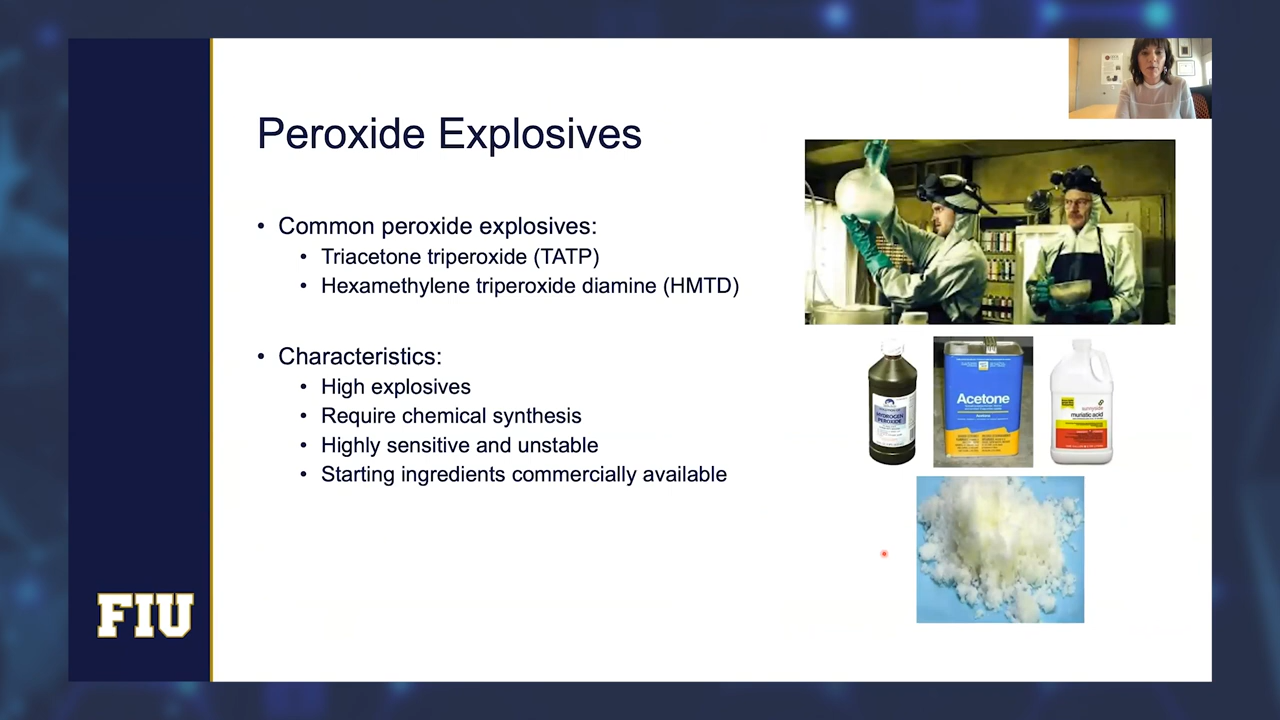 Peroxide Explosives
• Common peroxide explosives:
• Triacetone triperoxide (TATP)
• Hexamethylene triperoxide diamine (HMTD)
• Characteristics:
• High explosives
• Require chemical synthesis
• Highly sensitive and unstable
• Starting ingredients commercially available
HYDROGEN
PEROXIDE
Acetone
sunnyside
muriatic acid
FIU